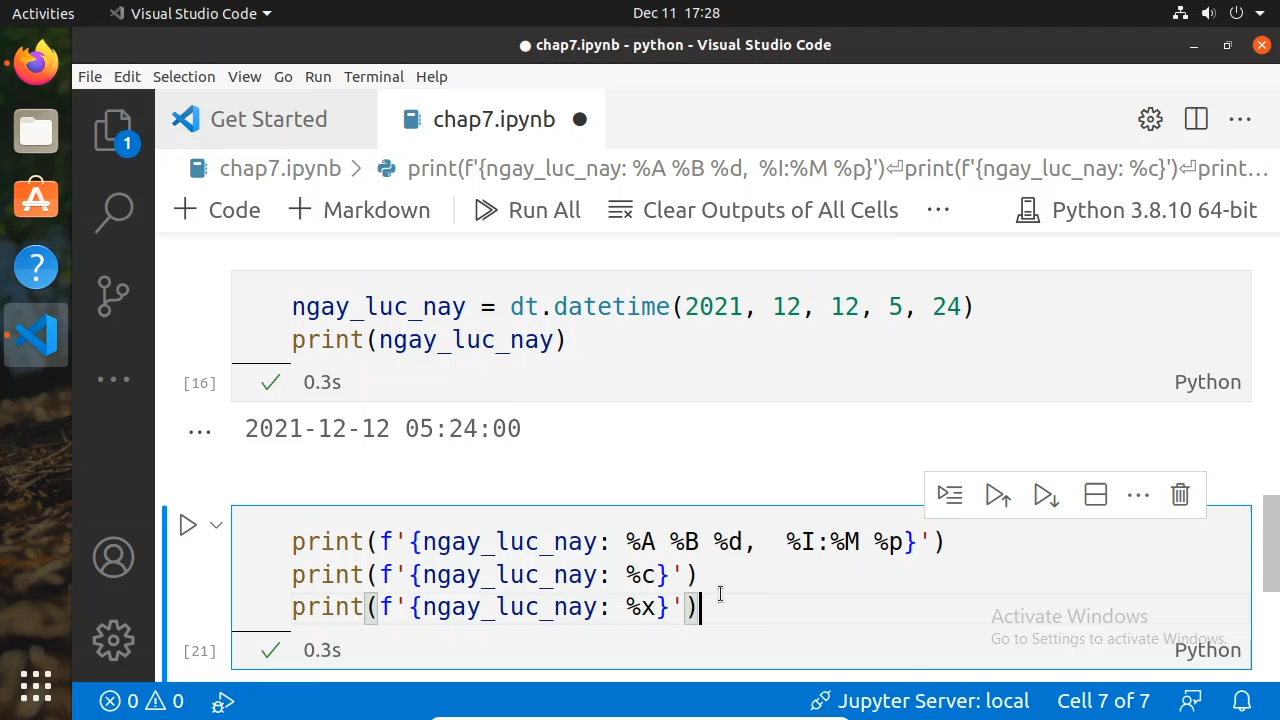 Activities
Visual Studio Code
Dec 11 17:28
● chap7.ipynb - python - Visual Studio Code
File Edit Selection View Go Run Terminal Help
Get Started
chap7.ipynb ●
chap7.ipynb > print(f'{ngay_luc_nay: %A %B %d,  %I:%M %p}')⏎print(f'{ngay_luc_nay: %c}')⏎print...
+ Code + Markdown Run All Clear Outputs of All Cells ... Python 3.8.10 64-bit
1
ngay_luc_nay = dt.datetime(2021, 12, 12, 5, 24)
print(ngay_luc_nay)
[16] ✓ 0.3s Python
2021-12-12 05:24:00
print(f'{ngay_luc_nay: %A %B %d,  %I:%M %p}')
print(f'{ngay_luc_nay: %c}')
print(f'{ngay_luc_nay: %x}')
Activate Windows
Go to Settings to activate Windows.
[21] ✓ 0.3s Python
0 0 Jupyter Server: local Cell 7 of 7